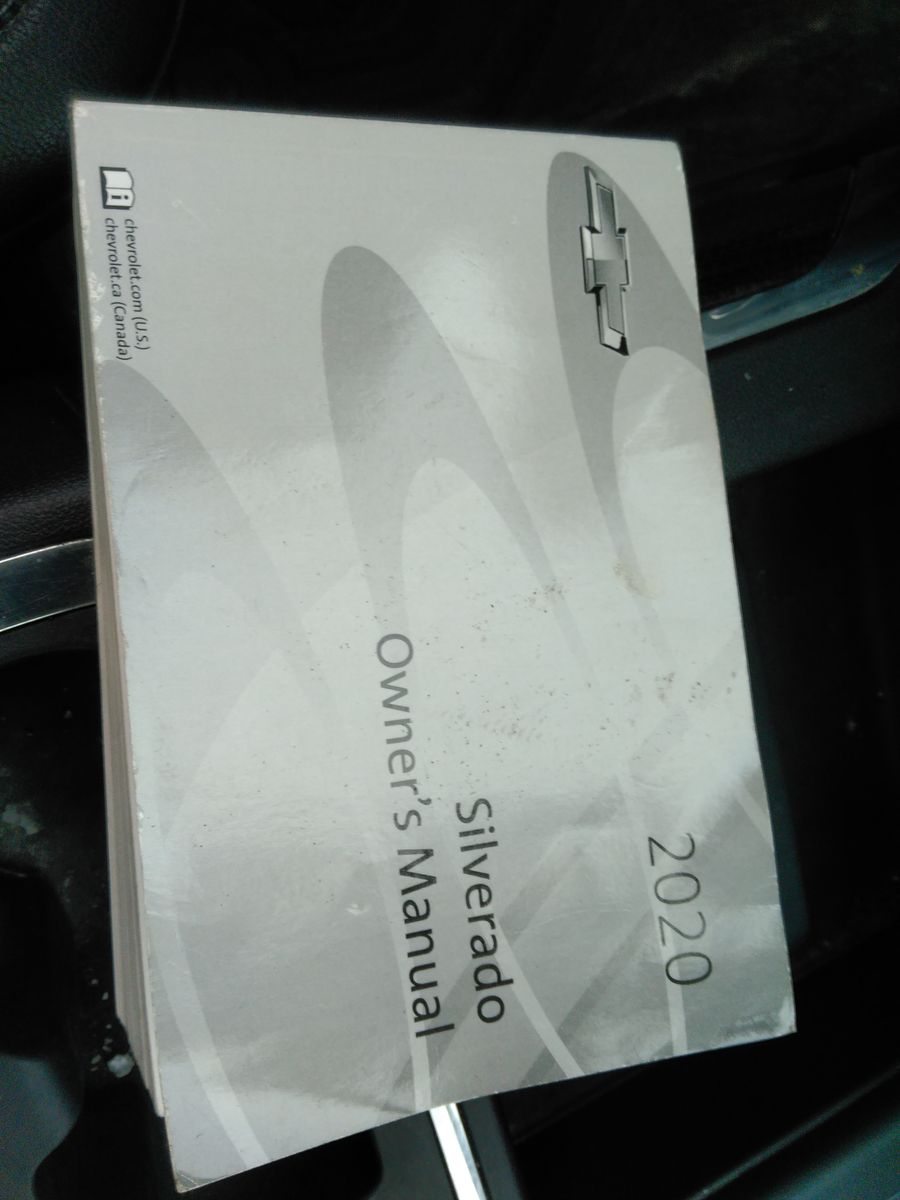 2020
Silverado
Owner's Manual
chevrolet.com (U.S.)
chevrolet.ca (Canada)